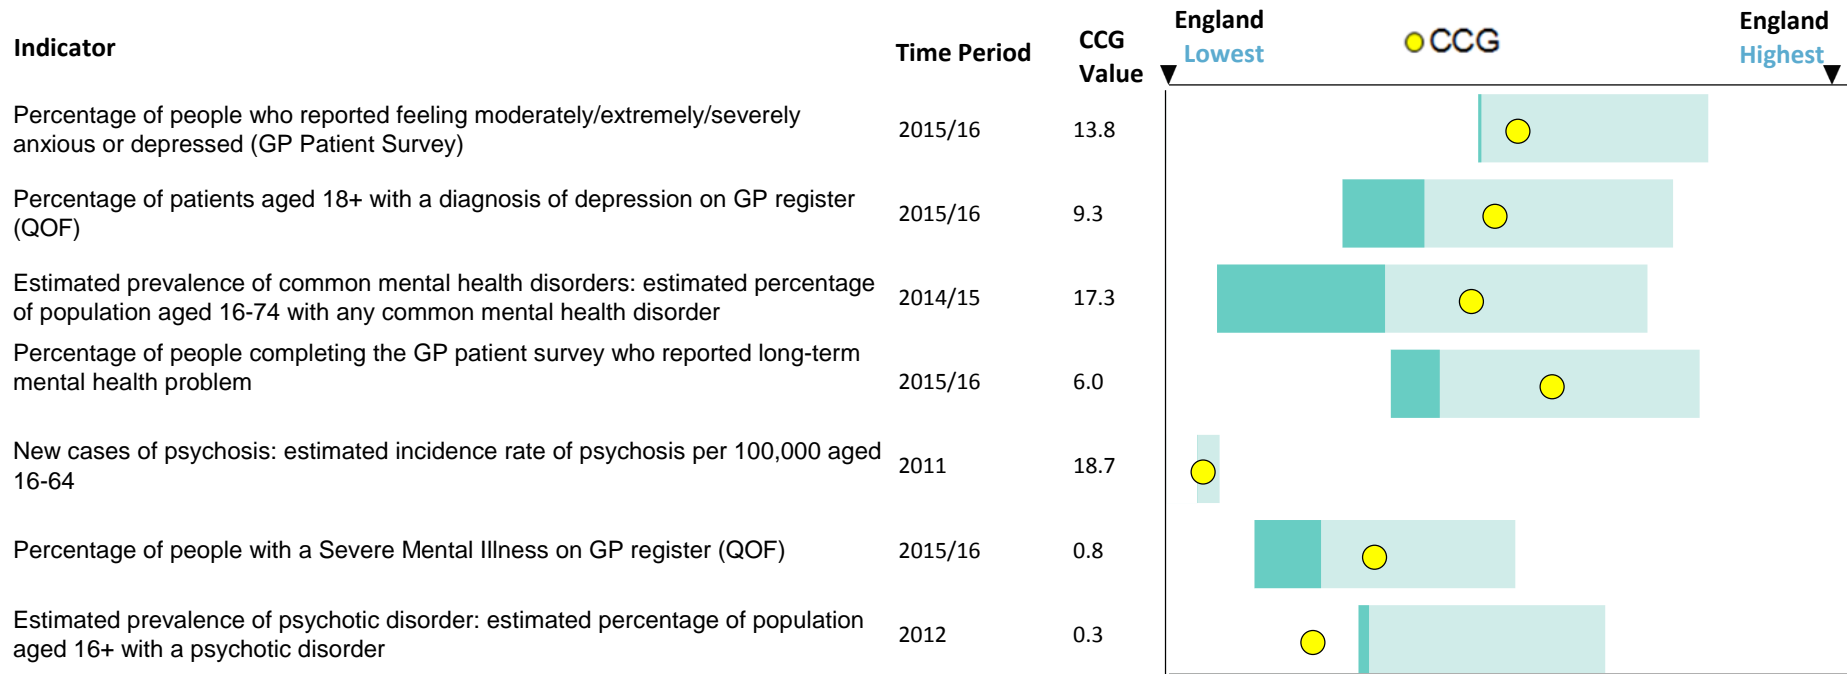 Indicator
Time Period
CCG
Value
England
Lowest
CCG
England
Highest
Percentage of people who reported feeling moderately/extremely/severely
anxious or depressed (GP Patient Survey)
2015/16
13.8
Percentage of patients aged 18+ with a diagnosis of depression on GP register
(QOF)
2015/16
9.3
Estimated prevalence of common mental health disorders: estimated percentage
of population aged 16-74 with any common mental health disorder
2014/15
17.3
Percentage of people completing the GP patient survey who reported long-term
mental health problem
2015/16
6.0
New cases of psychosis: estimated incidence rate of psychosis per 100,000 aged
16-64
2011
18.7
Percentage of people with a Severe Mental Illness on GP register (QOF)
2015/16
0.8
Estimated prevalence of psychotic disorder: estimated percentage of population
aged 16+ with a psychotic disorder
2012
0.3